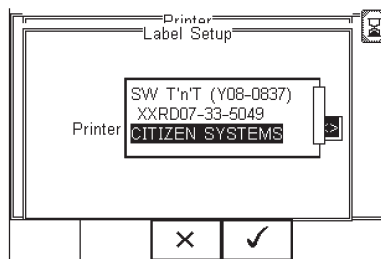 Printer
Label Setup
SW T'n'T (Y08-0837)
XXRD07-33-5049
Printer
CITIZEN SYSTEMS